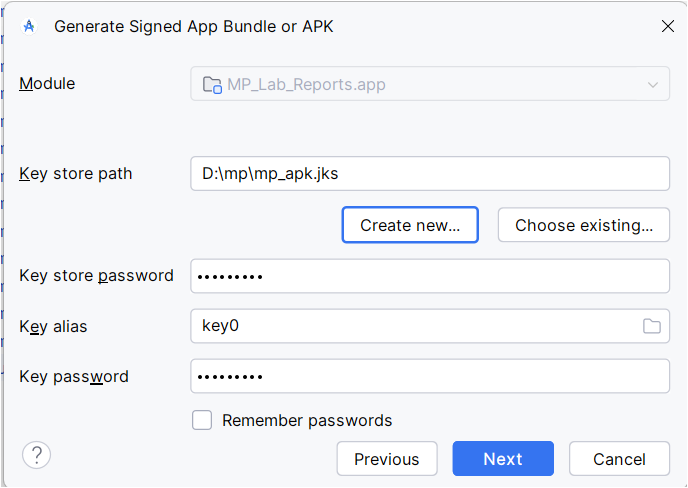 Generate Signed App Bundle or APK
Module
MP_Lab_Reports.app
Key store path
D:\mp\mp_apk.jks
Create new...
Choose existing...
Key store password
•••••••••
Key alias
key0
Key password
•••••••••
Remember passwords
?
Previous
Next
Cancel